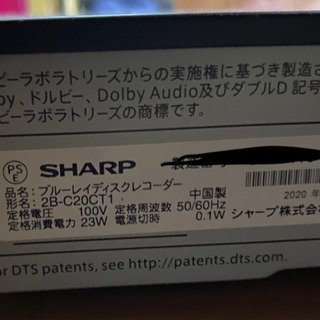 ビーラボラトリーズからの実施権に基づき製造さ
by、ドルビー、Dolby Audio及びダブルD 記号
ビーラボラトリーズの商標です。
PS
E
SHARP
品名：ブルーレイディスクレコーダー
形名：2B-C20CT1
中国製
2020 年
定格電圧 100V 定格周波数 50/60Hz
定格消費電力 23W 電源切時 0.1W シャープ株式会
or DTS patents, see http://patents.dts.com.